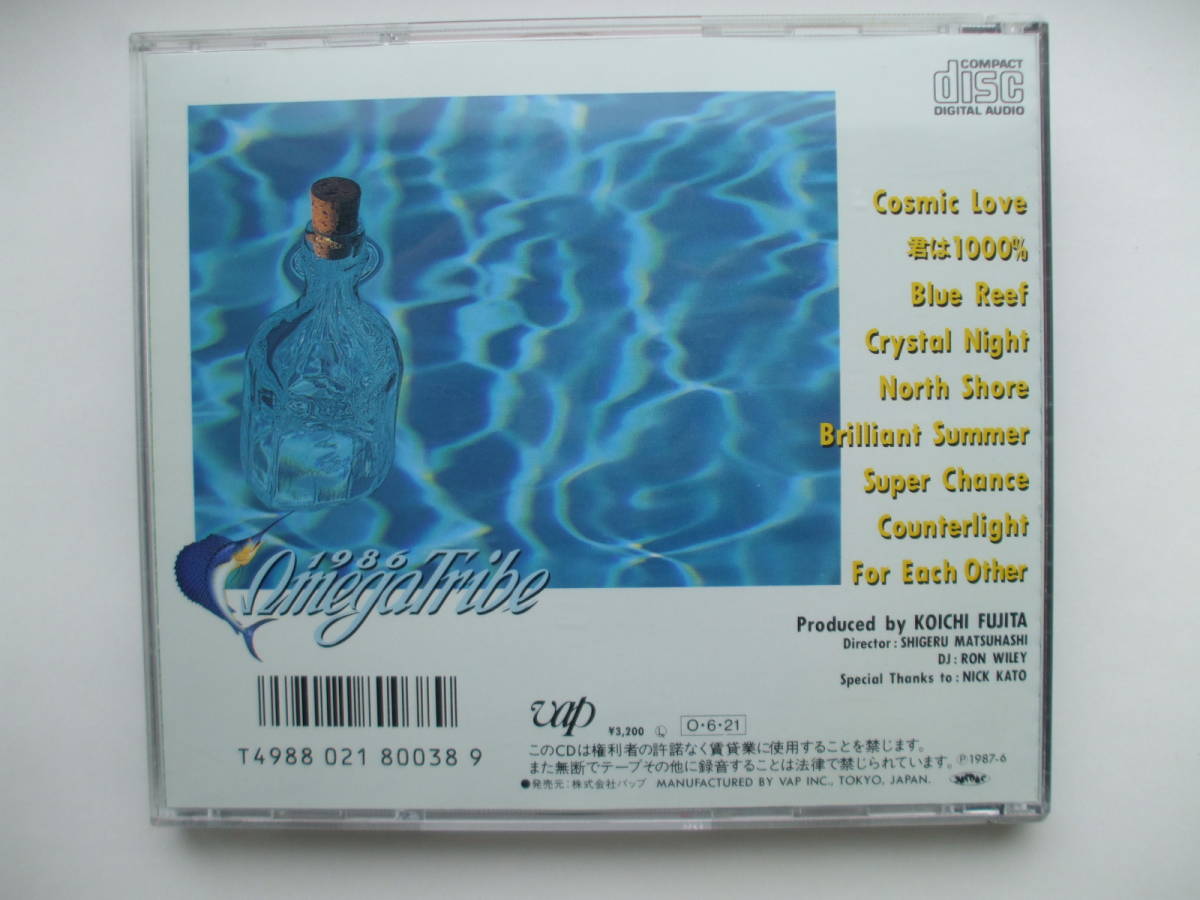 COMPACT
disc
DIGITAL AUDIO
Cosmic Love
君は1000%
Blue Reef
Crystal Night
North Shore
Brilliant Summer
Super Chance
Counterlight
For Each Other
1986
OmegaTribe
Produced by KOICHI FUJITA
Director : SHIGERU MATSUHASHI
DJ : RON WILEY
Special Thanks to : NICK KATO
vap ¥3,200 Ⓛ O・6・21
T4988 021 80038 9
このCDは権利者の許諾なく賃貸業に使用することを禁じます。
また無断でテープその他に録音することは法律で禁じられています。 Ⓟ1987-6
●発売元：株式会社バップ MANUFACTURED BY VAP INC., TOKYO, JAPAN.